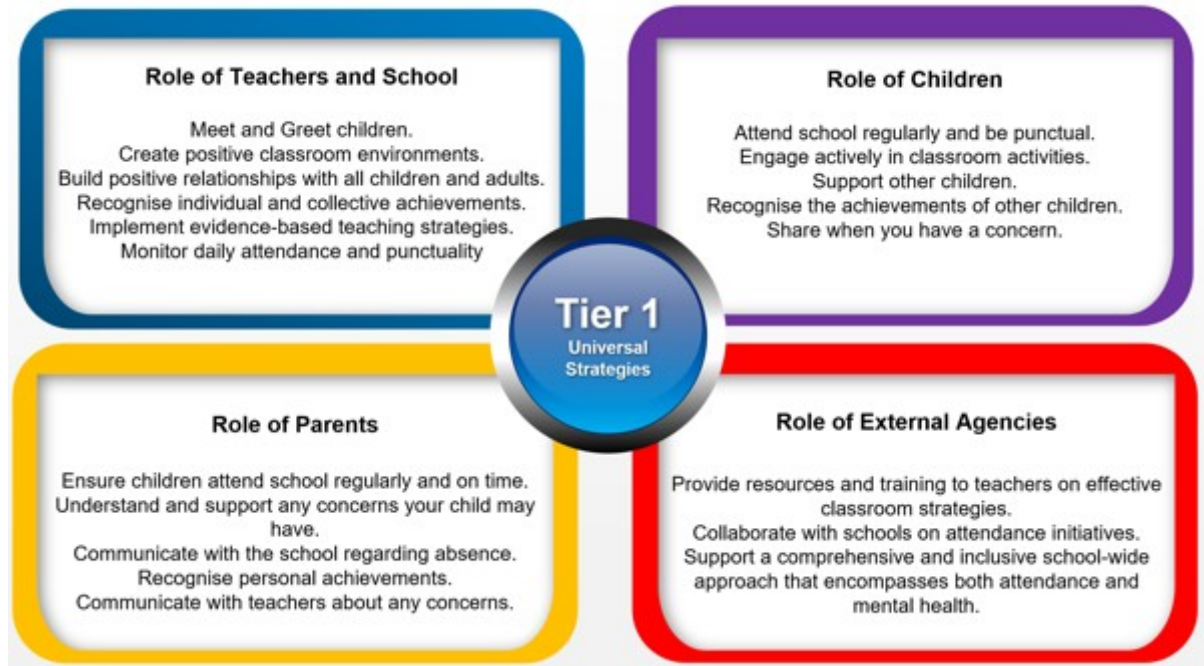 Role of Teachers and School
Meet and Greet children.
Create positive classroom environments.
Build positive relationships with all children and adults.
Recognise individual and collective achievements.
Implement evidence-based teaching strategies.
Monitor daily attendance and punctuality
Role of Children
Attend school regularly and be punctual.
Engage actively in classroom activities.
Support other children.
Recognise the achievements of other children.
Share when you have a concern.
Tier 1
Universal
Strategies
Role of Parents
Ensure children attend school regularly and on time.
Understand and support any concerns your child may
have.
Communicate with the school regarding absence.
Recognise personal achievements.
Communicate with teachers about any concerns.
Role of External Agencies
Provide resources and training to teachers on effective
classroom strategies.
Collaborate with schools on attendance initiatives.
Support a comprehensive and inclusive school-wide
approach that encompasses both attendance and
mental health.